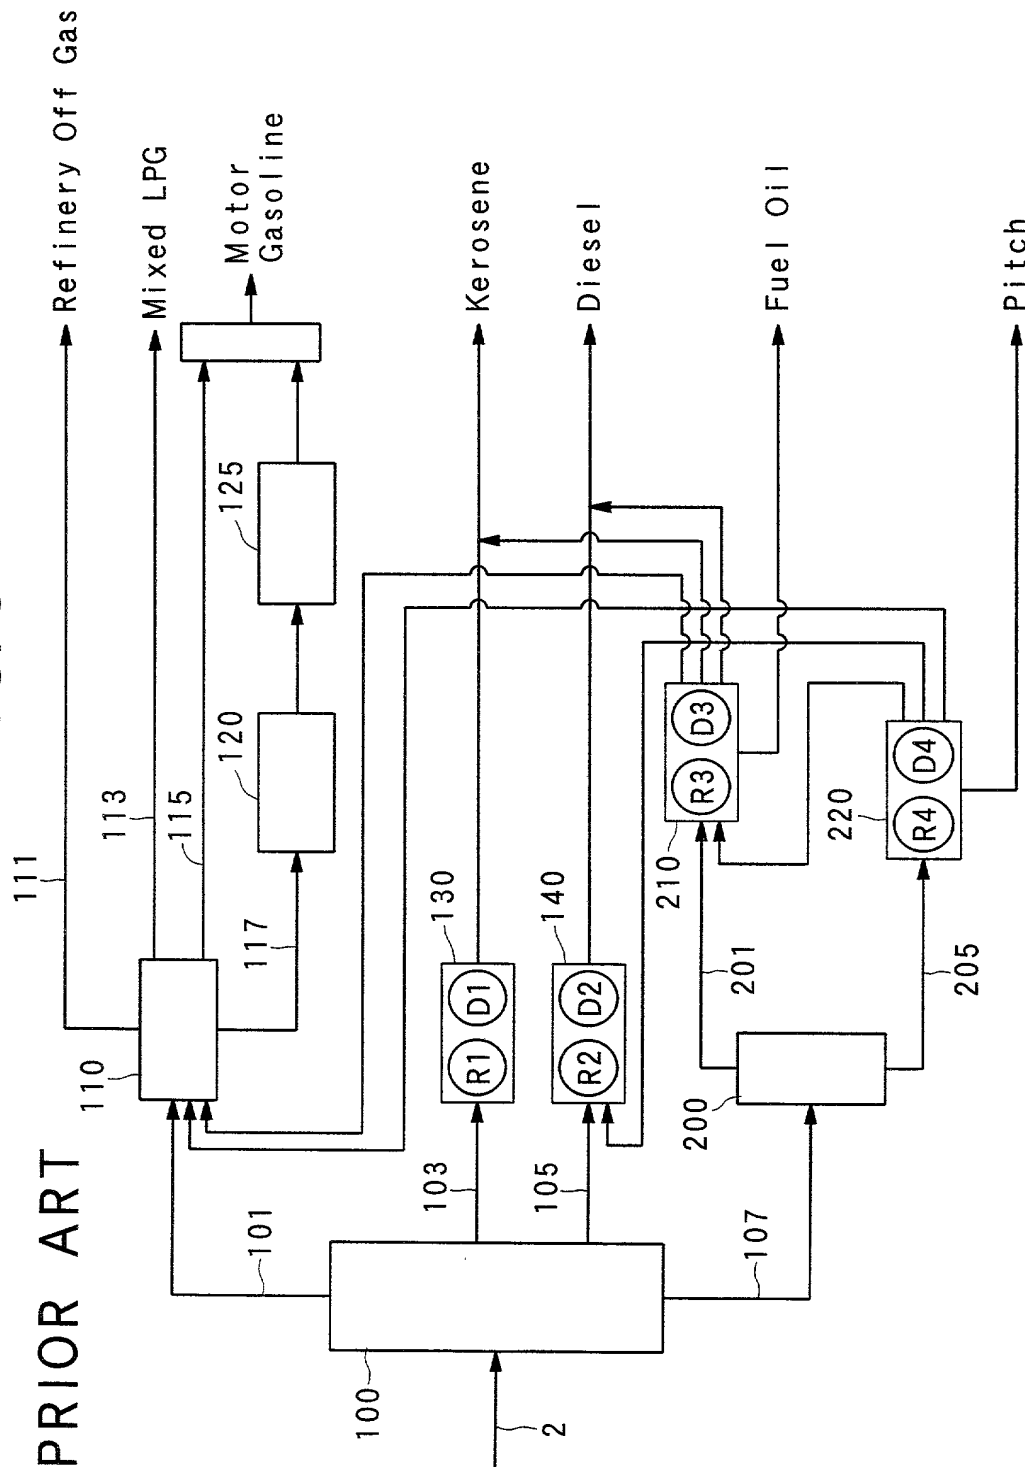 PRIOR ART
111
Refinery Off Gas
113
Mixed LPG
115
110
117
120
125
Motor
Gasoline
101
103
130
R1
D1
Kerosene
100
2
105
140
R2
D2
Diesel
107
200
201
210
R3
D3
Fuel Oil
205
220
R4
D4
Pitch